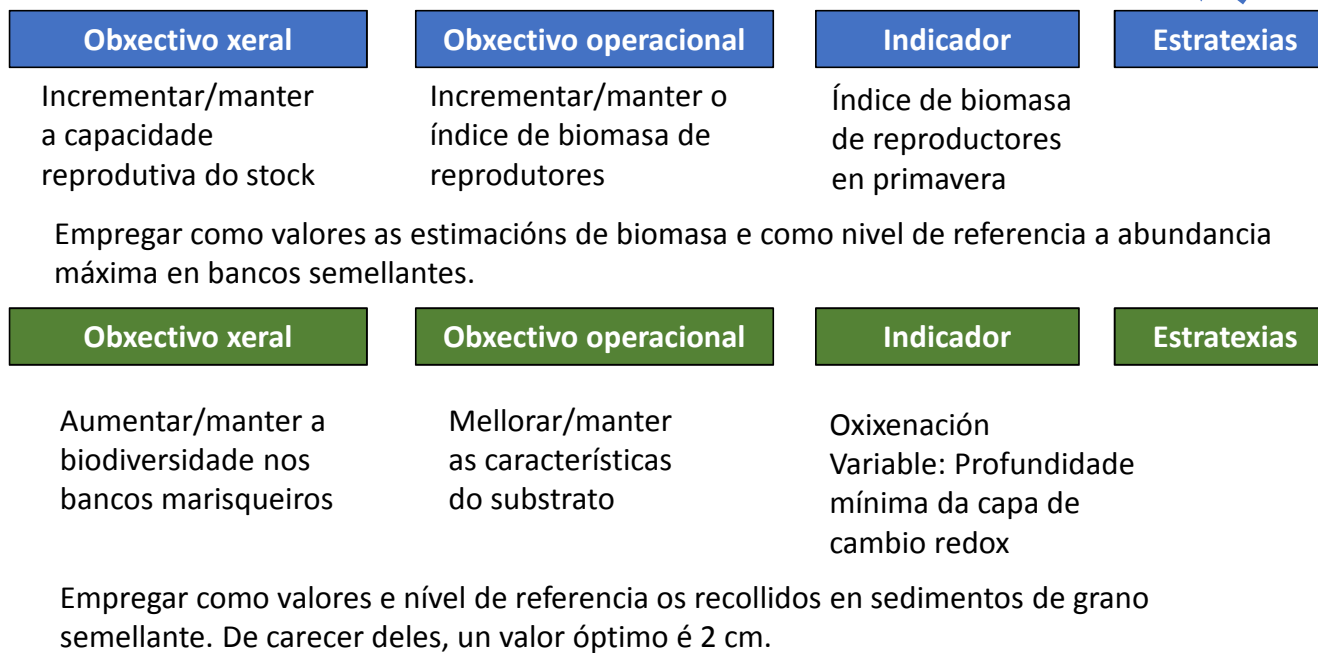 Obxectivo xeral Obxectivo operacional Indicador Estratexias
Incrementar/manter
a capacidade
reprodutiva do stock
Incrementar/manter o
índice de biomasa de
reprodutores
Índice de biomasa
de reproductores
en primavera
Empregar como valores as estimacións de biomasa e como nivel de referencia a abundancia
máxima en bancos semellantes.
Obxectivo xeral Obxectivo operacional Indicador Estratexias
Aumentar/manter a
biodiversidade nos
bancos marisqueiros
Mellorar/manter
as características
do substrato
Oxixenación
Variable: Profundidade
mínima da capa de
cambio redox
Empregar como valores e nível de referencia os recollidos en sedimentos de grano
semellante. De carecer deles, un valor óptimo é 2 cm.